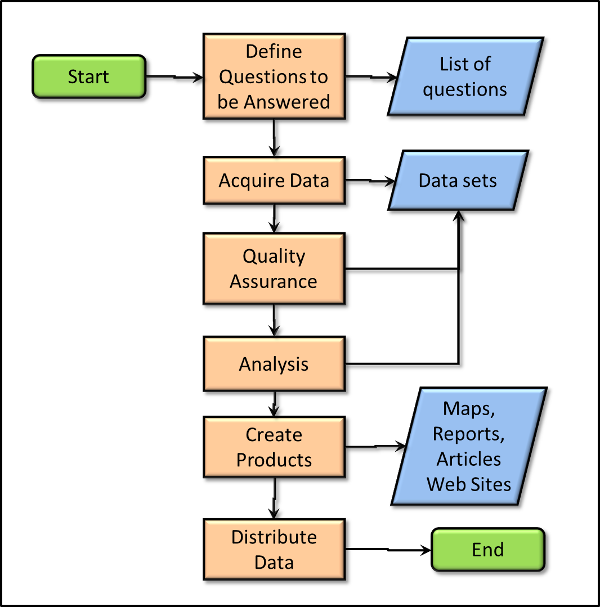 Start
Define
Questions to
be Answered
List of
questions
Acquire Data
Data sets
Quality
Assurance
Analysis
Create
Products
Maps,
Reports,
Articles
Web Sites
Distribute
Data
End